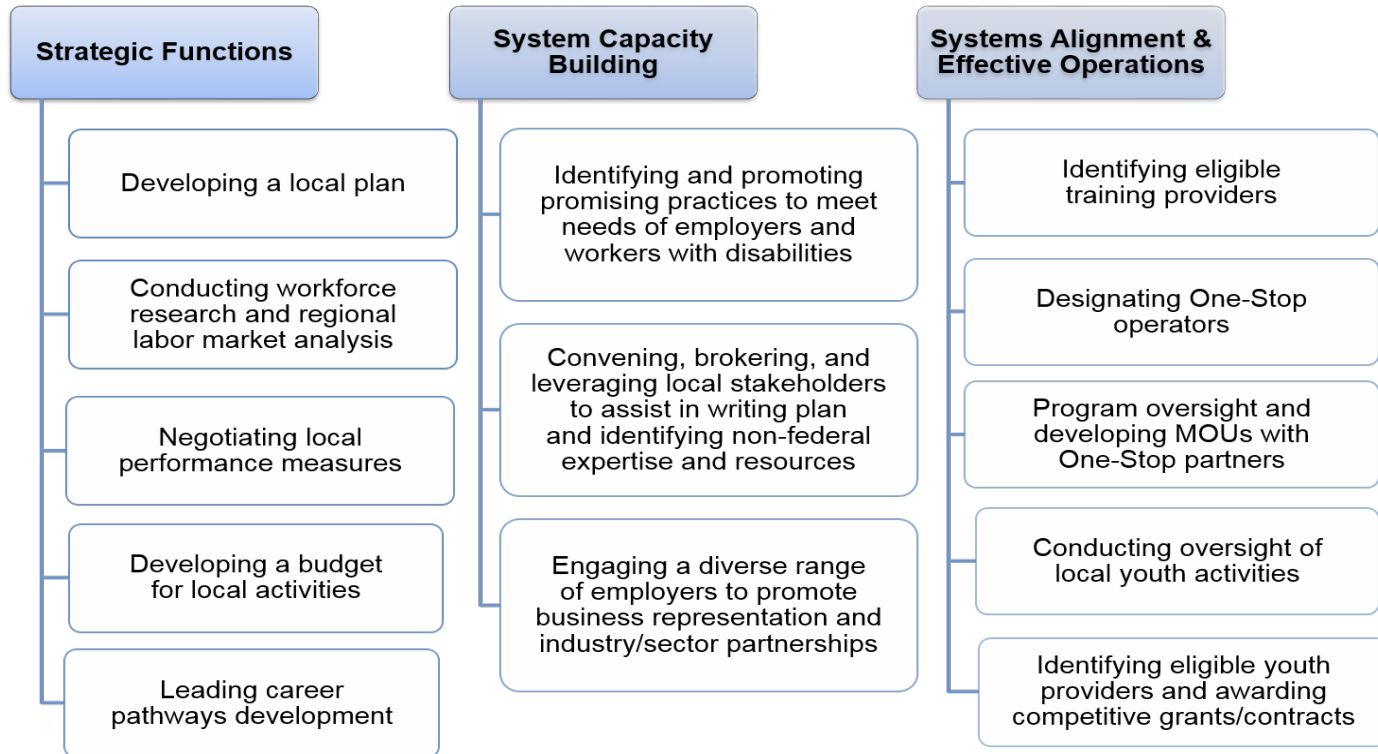 Strategic Functions
Developing a local plan
Conducting workforce
research and regional
labor market analysis
Negotiating local
performance measures
Developing a budget
for local activities
Leading career
pathways development
System Capacity
Building
Identifying and promoting
promising practices to meet
needs of employers and
workers with disabilities
Convening, brokering, and
leveraging local stakeholders
to assist in writing plan
and identifying non-federal
expertise and resources
Engaging a diverse range
of employers to promote
business representation and
industry/sector partnerships
Systems Alignment &
Effective Operations
Identifying eligible
training providers
Designating One-Stop
operators
Program oversight and
developing MOUs with
One-Stop partners
Conducting oversight of
local youth activities
Identifying eligible youth
providers and awarding
competitive grants/contracts